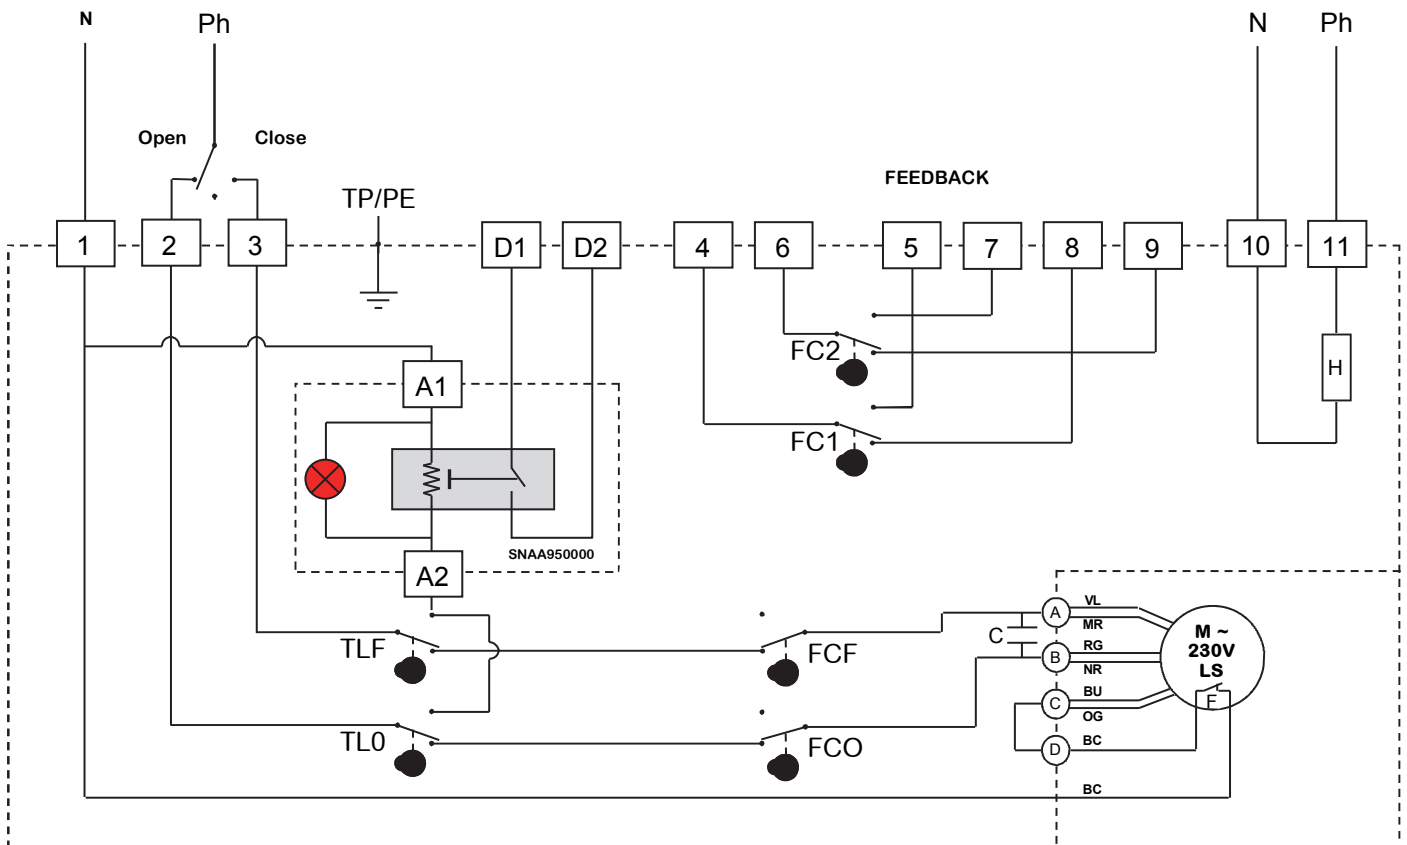 N
Ph
N
Ph
Open
Close
FEEDBACK
TP/PE
1
2
3
D1
D2
4
6
5
7
8
9
10
11
FC2
H
A1
FC1
SNAA950000
A2
A
VL
MR
C
M ~
230V
LS
TLF
FCF
B
RG
NR
C
BU
OG
F
TL0
FCO
D
BC
BC